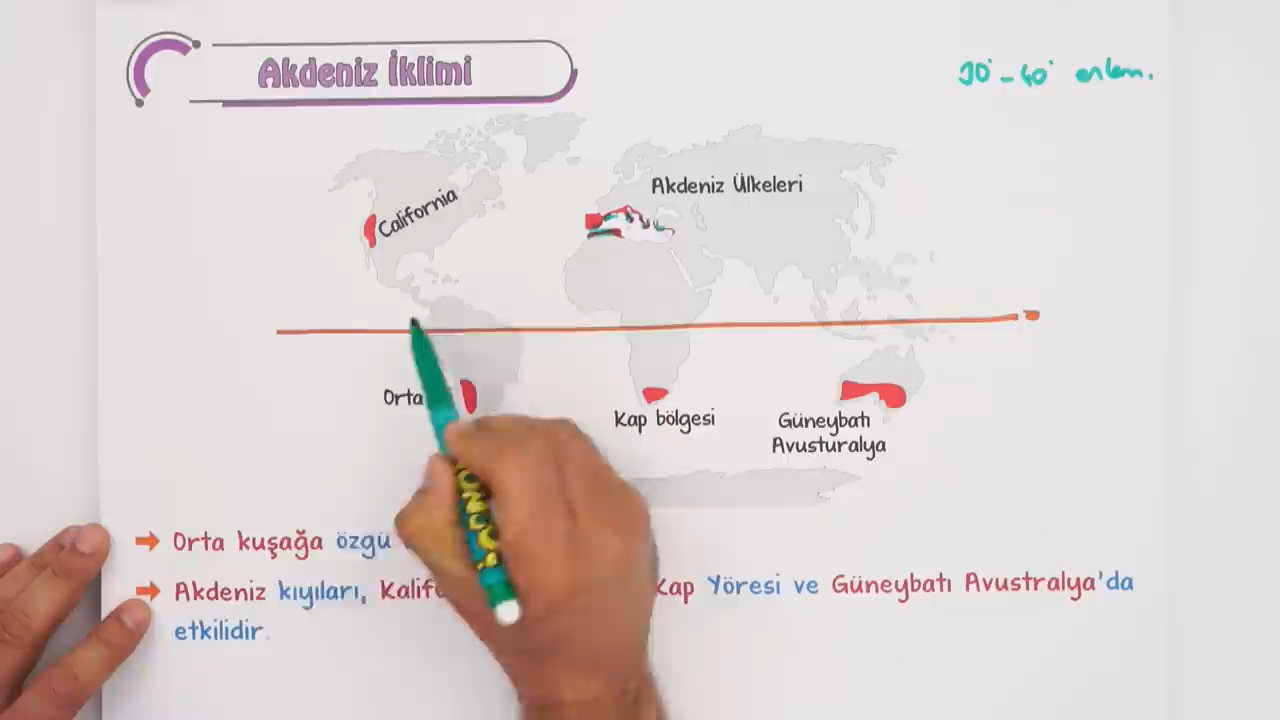 Akdeniz İklimi
30° - 40° enlem.
Akdeniz Ülkeleri
California
Orta
Kap bölgesi
Güneybatı
Avusturalya
Orta kuşağa özgü
Akdeniz kıyıları, Kalifo Kap Yöresi ve Güneybatı Avustralya'da
etkilidir.